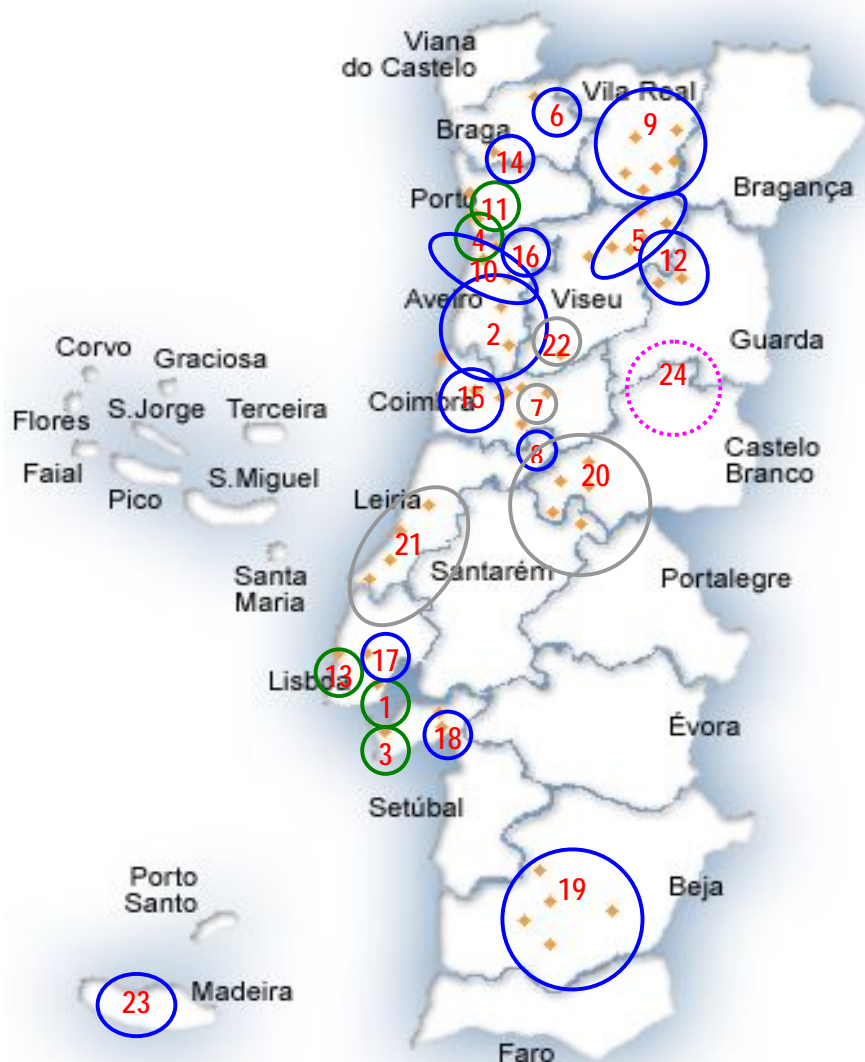 Viana
do Castelo
Vila Real
6
9
Braga
14
Bragança
Porto
11
4
5
16
12
10
Aveiro
Viseu
2
22
Guarda
Corvo
Graciosa
24
Flores
S.Jorge
Terceira
Coimbra
15
7
Faial
Pico
S.Miguel
8
20
Castelo
Branco
Leiria
21
Santa
Maria
Santarém
Portalegre
17
Lisboa
13
1
3
18
Évora
Setúbal
Porto
Santo
19
Beja
23
Madeira
Faro